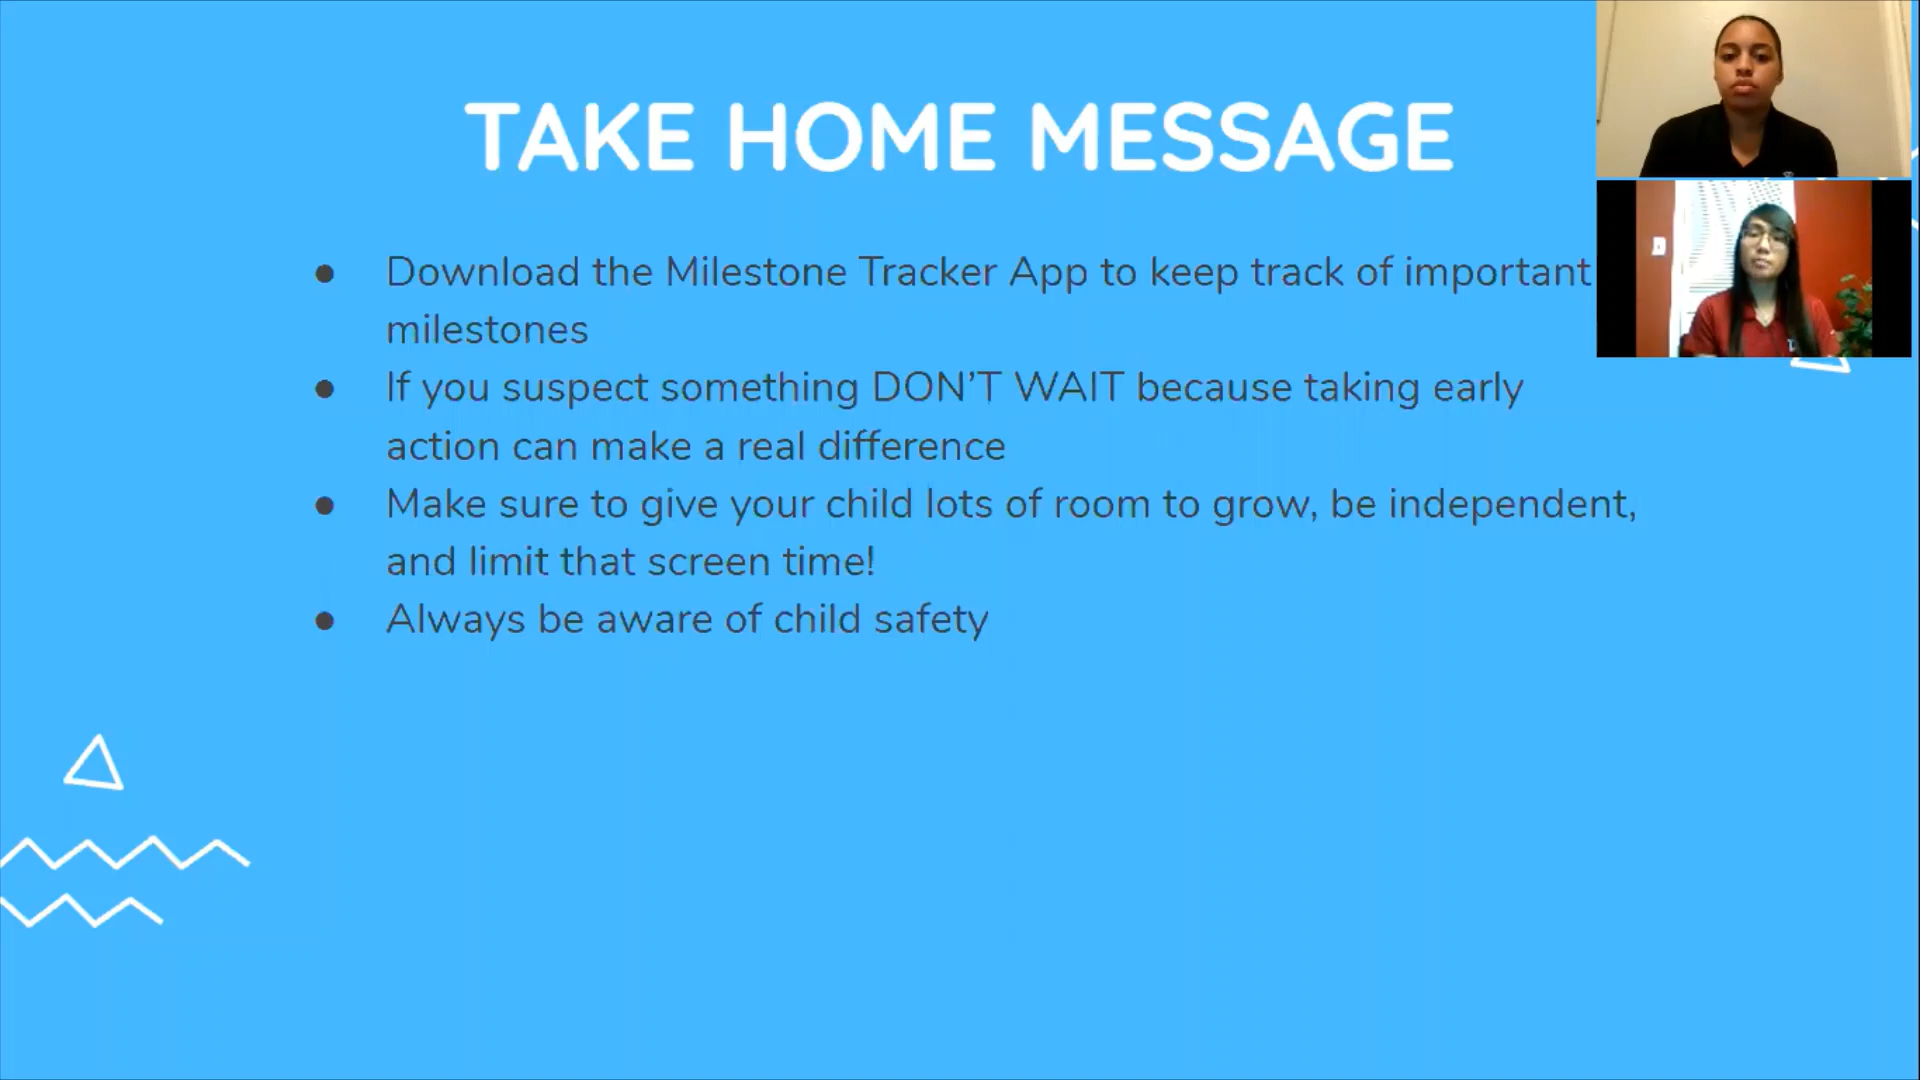 TAKE HOME MESSAGE
● Download the Milestone Tracker App to keep track of important
milestones
● If you suspect something DON'T WAIT because taking early
action can make a real difference
● Make sure to give your child lots of room to grow, be independent,
and limit that screen time!
● Always be aware of child safety